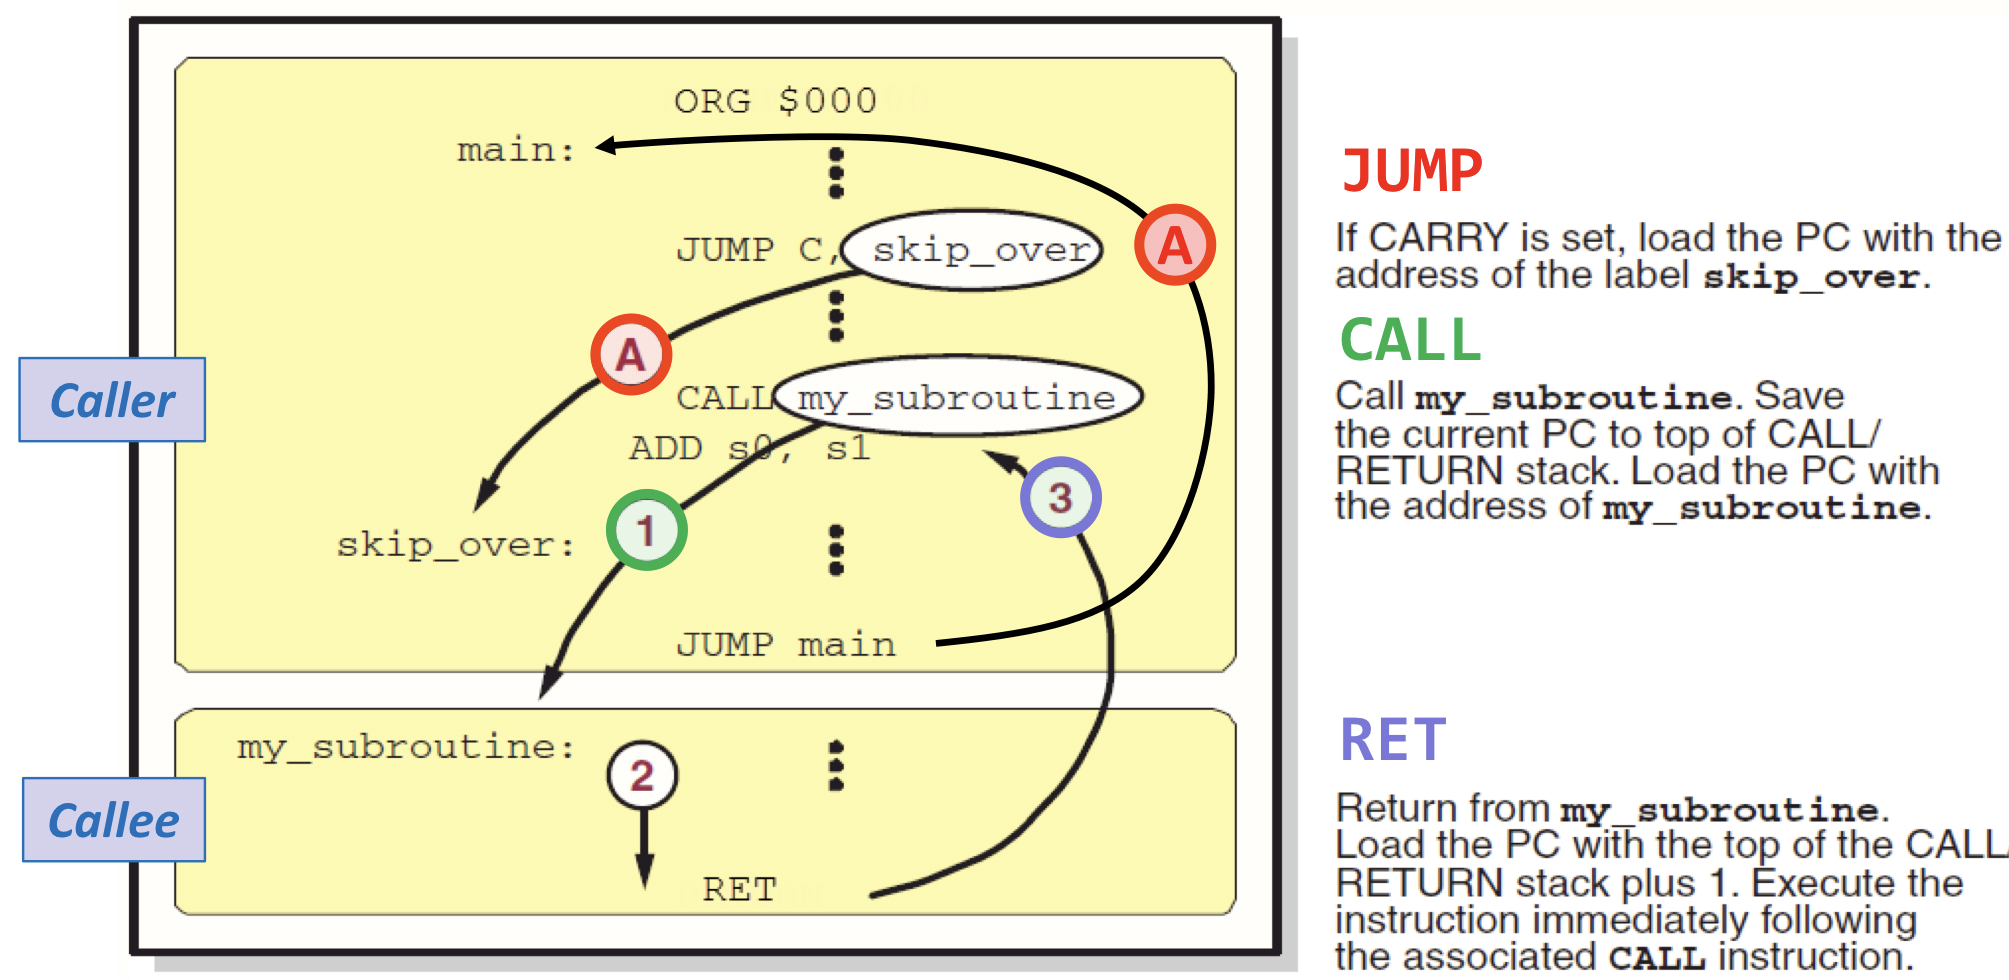 ORG $000
main:
JUMP C, skip_over
A
A
Caller
CALL my_subroutine
ADD s0, s1
3
1
skip_over:
JUMP main
my_subroutine:
2
Callee
RET
JUMP
If CARRY is set, load the PC with the
address of the label skip_over.
CALL
Call my_subroutine. Save
the current PC to top of CALL/
RETURN stack. Load the PC with
the address of my_subroutine.
RET
Return from my_subroutine.
Load the PC with the top of the CALL/
RETURN stack plus 1. Execute the
instruction immediately following
the associated CALL instruction.